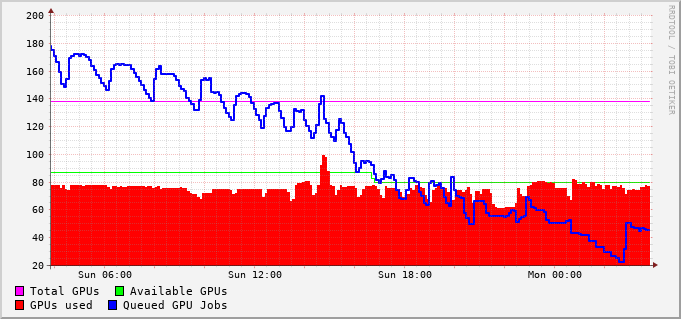 200
180
160
140
120
100
80
60
40
20
Sun 06:00 Sun 12:00 Sun 18:00 Mon 00:00
Total GPUs Available GPUs
GPUs used Queued GPU Jobs
RRDTOOL / TOBI OETIKER